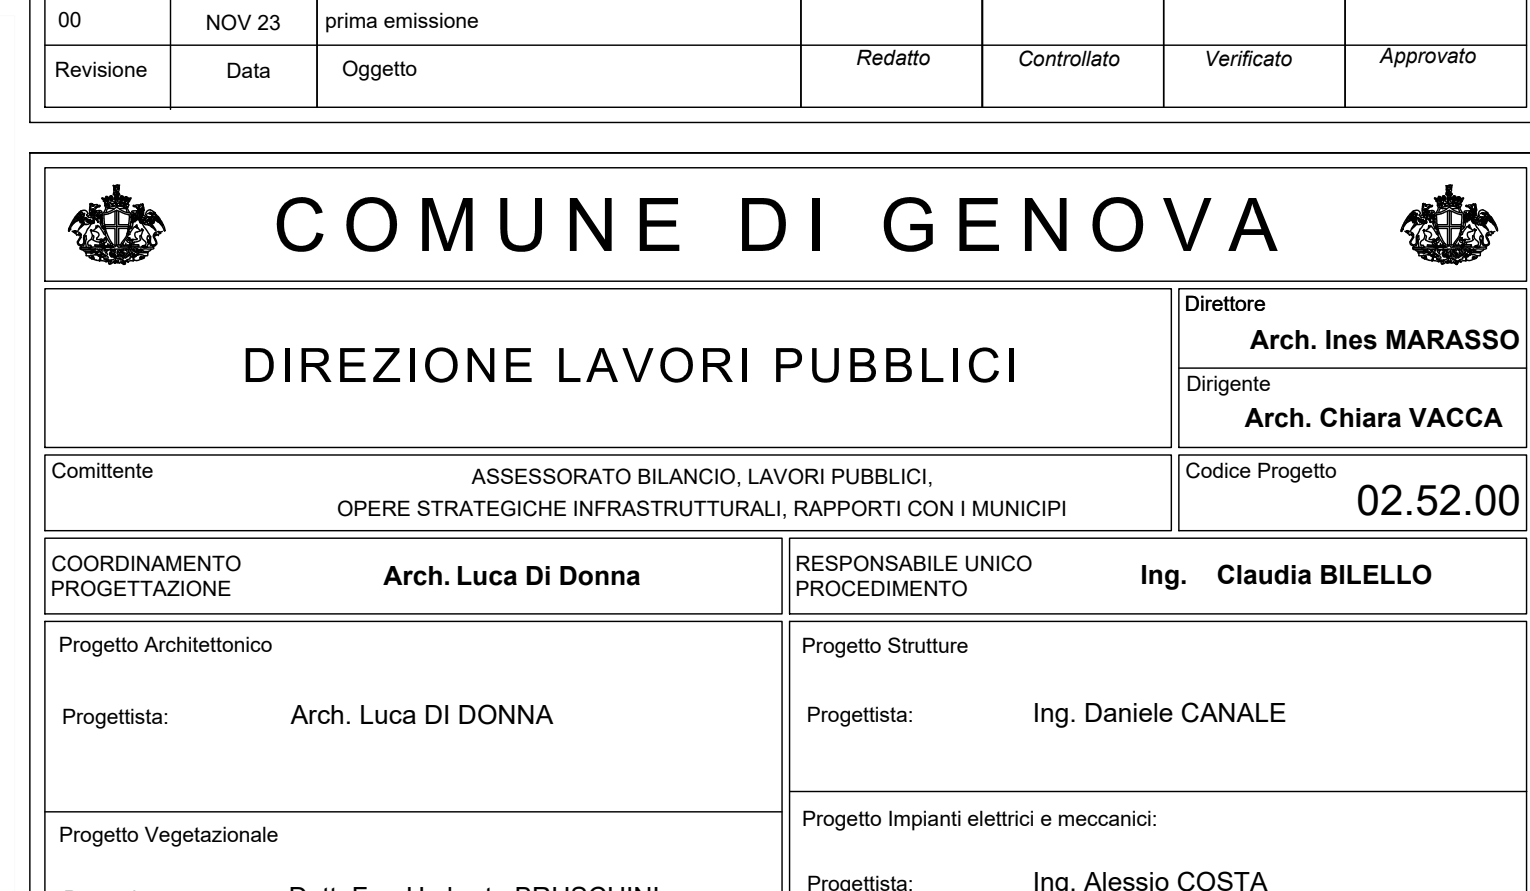 00 NOV 23 prima emissione
Revisione Data Oggetto Redatto Controllato Verificato Approvato
COMUNE DI GENOVA
DIREZIONE LAVORI PUBBLICI
Direttore
Arch. Ines MARASSO
Dirigente
Arch. Chiara VACCA
Comittente
ASSESSORATO BILANCIO, LAVORI PUBBLICI,
OPERE STRATEGICHE INFRASTRUTTURALI, RAPPORTI CON I MUNICIPI
Codice Progetto
02.52.00
COORDINAMENTO
PROGETTAZIONE
Arch. Luca Di Donna
RESPONSABILE UNICO
PROCEDIMENTO
Ing. Claudia BILELLO
Progetto Architettonico
Progettista: Arch. Luca DI DONNA
Progetto Strutture
Progettista: Ing. Daniele CANALE
Progetto Vegetazionale
Progetto Impianti elettrici e meccanici:
Progettista: Ing. Alessio COSTA